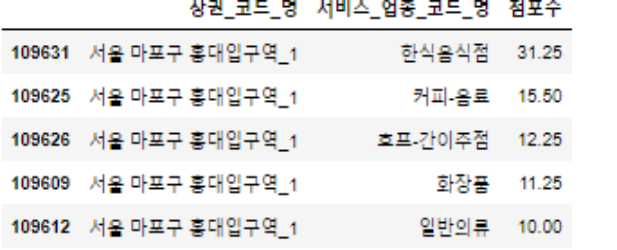 상권_코드_명 서비스_업종_코드_명 점포수
109631 서울 마포구 홍대입구역_1 한식음식점 31.25
109625 서울 마포구 홍대입구역_1 커피-음료 15.50
109626 서울 마포구 홍대입구역_1 호프-간이주점 12.25
109609 서울 마포구 홍대입구역_1 화장품 11.25
109612 서울 마포구 홍대입구역_1 일반의류 10.00